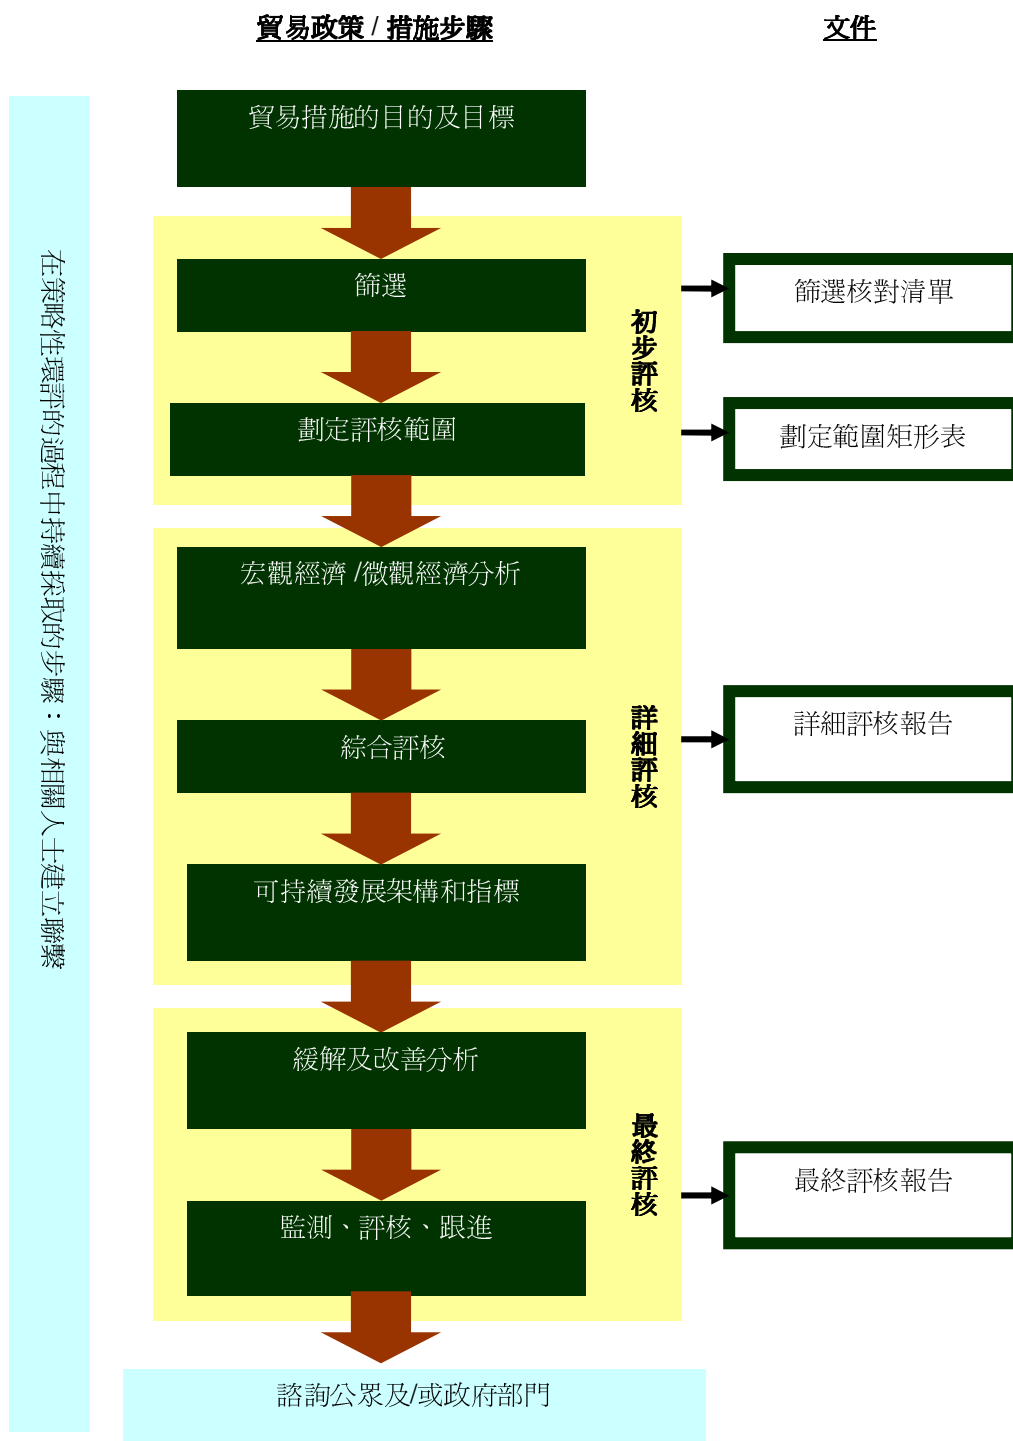 貿易政策 / 措施步驟
文件
在策略性環評的過程中持續採取的步驟：與相關人士建立聯繫
貿易措施的目的及目標
篩選
篩選核對清單
初步評核
劃定評核範圍
劃定範圍矩形表
宏觀經濟 /微觀經濟分析
綜合評核
詳細評核
詳細評核報告
可持續發展架構和指標
緩解及改善分析
最終評核
最終評核報告
監測、評核、跟進
諮詢公眾及/或政府部門